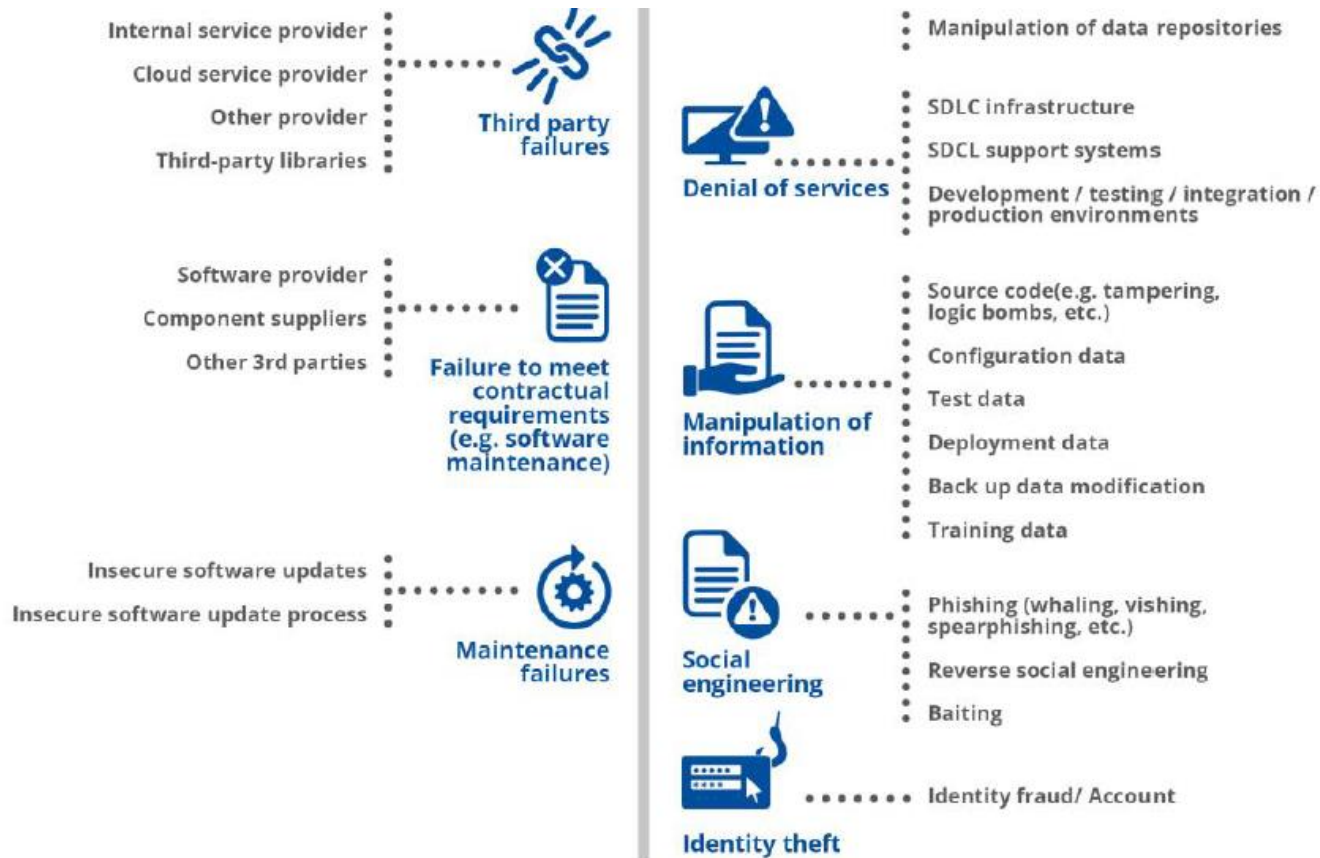 Internal service provider
Cloud service provider
Other provider
Third-party libraries
Third party
failures
Software provider
Component suppliers
Other 3rd parties
Failure to meet
contractual
requirements
(e.g. software
maintenance)
Insecure software updates
Insecure software update process
Maintenance
failures
Manipulation of data repositories
SDLC infrastructure
SDCL support systems
Development / testing / integration /
production environments
Denial of services
Source code(e.g. tampering,
logic bombs, etc.)
Configuration data
Test data
Deployment data
Back up data modification
Training data
Manipulation of
information
Phishing (whaling, vishing,
spearphishing, etc.)
Reverse social engineering
Baiting
Social
engineering
Identity fraud/ Account
Identity theft